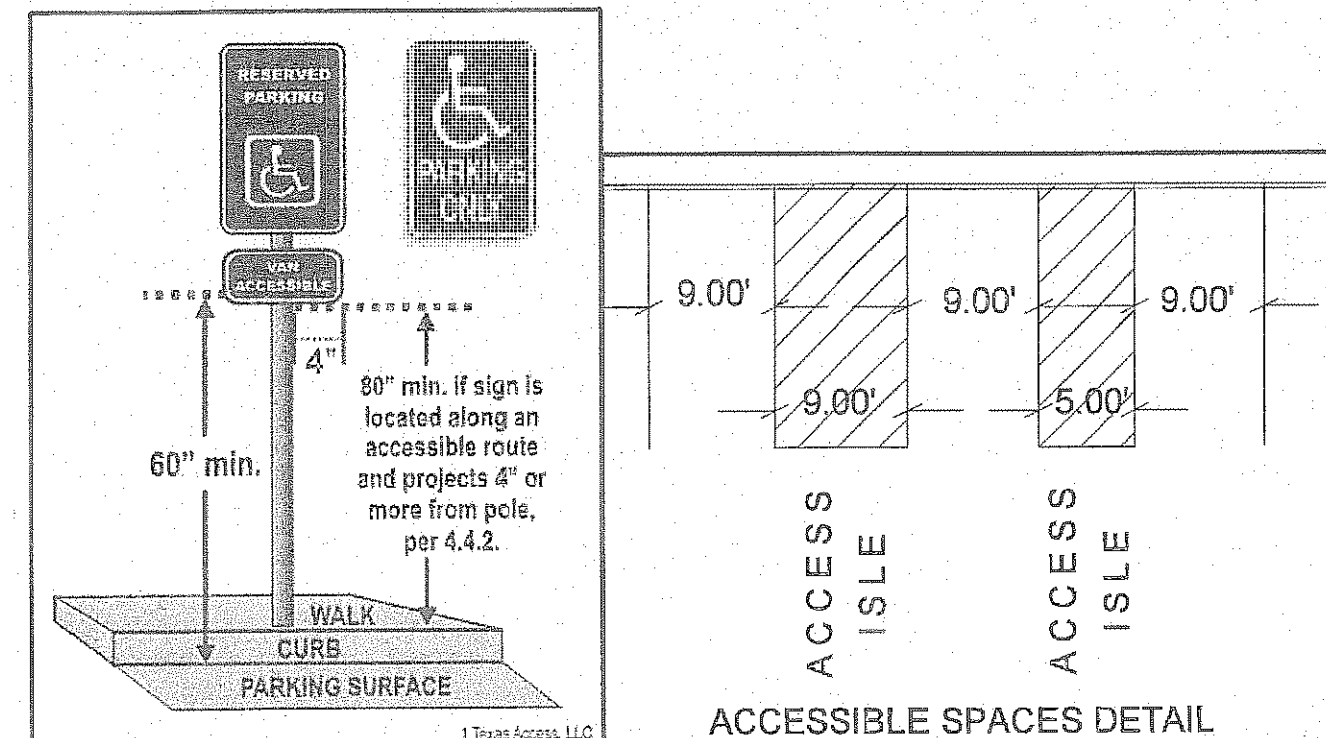 RESERVED
PARKING
VAN
ACCESSIBLE
PARKING
ONLY
4"
60" min.
80" min. if sign is
located along an
accessible route
and projects 4" or
more from pole,
per 4.4.2.
WALK
CURB
PARKING SURFACE
1 Texas Access, LLC
9.00'
9.00'
9.00'
9.00'
5.00'
ACCESS
ISLE
ACCESS
ISLE
ACCESSIBLE SPACES DETAIL